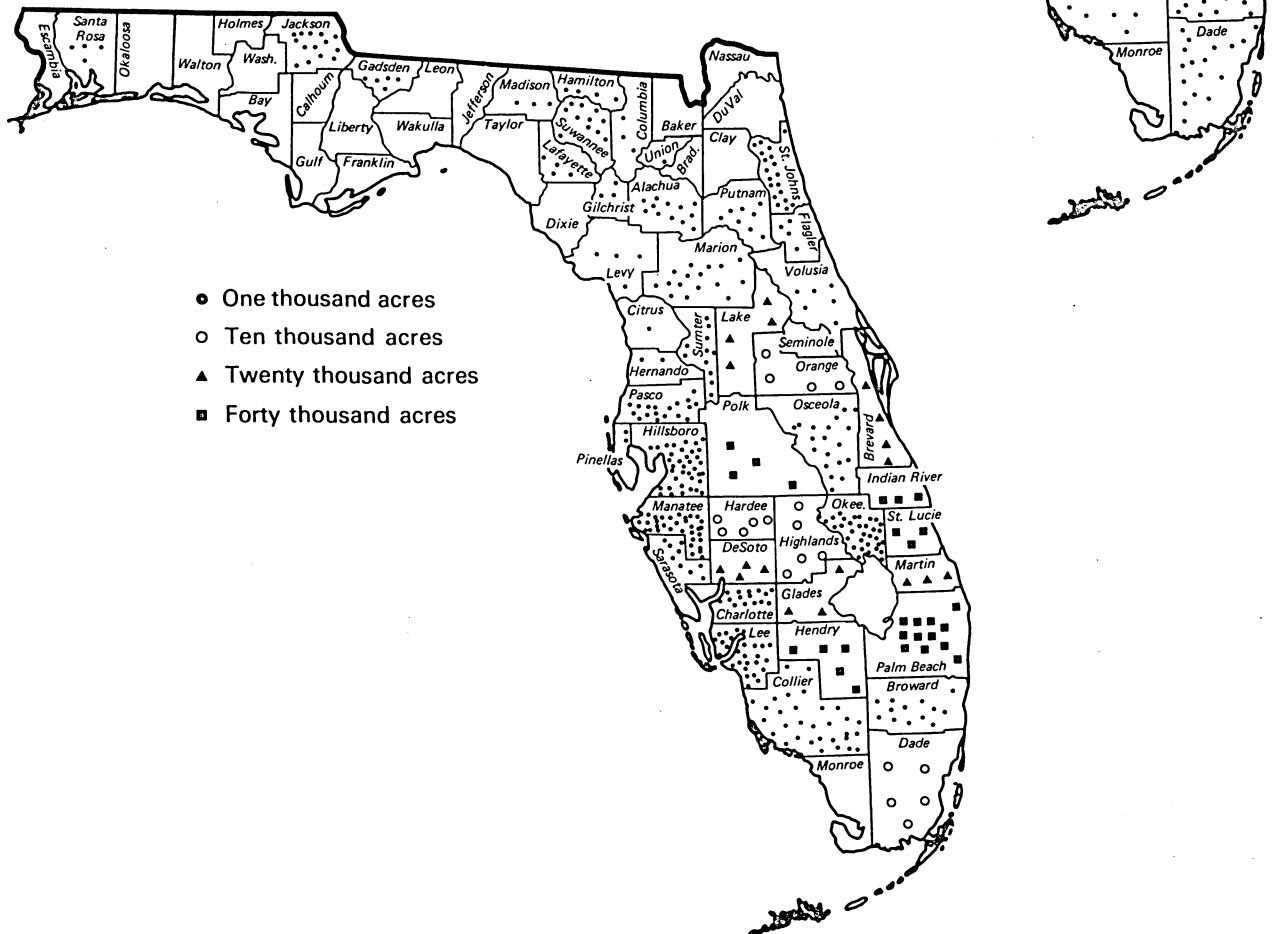 Escambia
Santa
Rosa
Okaloosa
Walton
Holmes
Wash.
Jackson
Bay
Calhoum
Gulf
Liberty
Franklin
Gadsden
Leon
Wakulla
Jefferson
Madison
Taylor
Hamilton
Suwannee
Lafayette
Columbia
Baker
Union
Brad.
Nassau
DuVal
Clay
St. Johns
Putnam
Flagler
Alachua
Gilchrist
Dixie
Levy
Marion
Volusia
Citrus
Sumter
Lake
Seminole
Orange
Hernando
Pasco
Polk
Osceola
Brevard
Hillsboro
Pinellas
Indian River
Manatee
Hardee
Okee.
St. Lucie
Highlands
DeSoto
Sarasota
Martin
Glades
Charlotte
Lee
Hendry
Palm Beach
Collier
Broward
Dade
Monroe
One thousand acres
Ten thousand acres
Twenty thousand acres
Forty thousand acres
Dade
Monroe